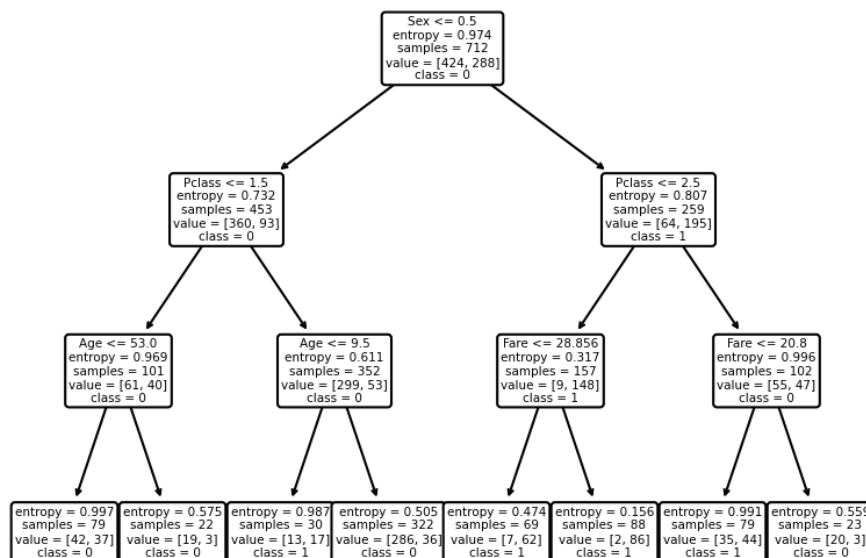 Sex <= 0.5
entropy = 0.974
samples = 712
value = [424, 288]
class = 0
Pclass <= 1.5
entropy = 0.732
samples = 453
value = [360, 93]
class = 0
Pclass <= 2.5
entropy = 0.807
samples = 259
value = [64, 195]
class = 1
Age <= 53.0
entropy = 0.969
samples = 101
value = [61, 40]
class = 0
Age <= 9.5
entropy = 0.611
samples = 352
value = [299, 53]
class = 0
Fare <= 28.856
entropy = 0.317
samples = 157
value = [9, 148]
class = 1
Fare <= 20.8
entropy = 0.996
samples = 102
value = [55, 47]
class = 0
entropy = 0.997
samples = 79
value = [42, 37]
class = 0
entropy = 0.575
samples = 22
value = [19, 3]
class = 0
entropy = 0.987
samples = 30
value = [13, 17]
class = 1
entropy = 0.505
samples = 322
value = [286, 36]
class = 0
entropy = 0.474
samples = 69
value = [7, 62]
class = 1
entropy = 0.156
samples = 88
value = [2, 86]
class = 1
entropy = 0.991
samples = 79
value = [35, 44]
class = 1
entropy = 0.559
samples = 23
value = [20, 3]
class = 0